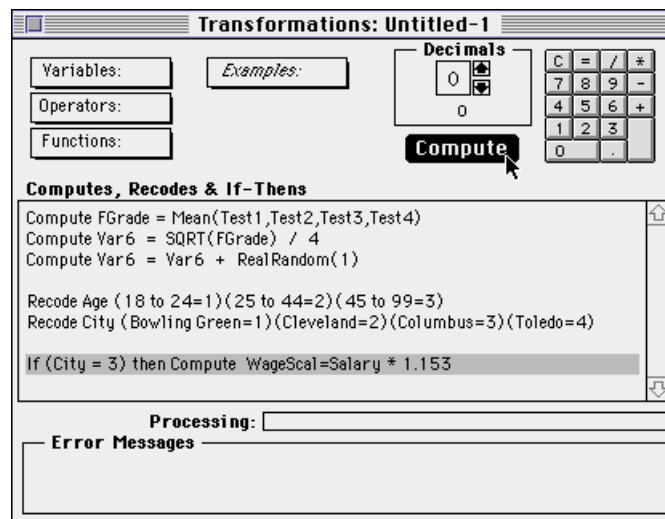 Transformations: Untitled-1
Variables:
Operators:
Functions:
Examples:
Decimals
0
0
Compute
C = / *
7 8 9 -
4 5 6 +
1 2 3
0 .
Computes, Recodes & If-Thens
Compute FGrade = Mean(Test1,Test2,Test3,Test4)
Compute Var6 = SQRT(FGrade) / 4
Compute Var6 = Var6 + RealRandom(1)
Recode Age (18 to 24=1)(25 to 44=2)(45 to 99=3)
Recode City (Bowling Green=1)(Cleveland=2)(Columbus=3)(Toledo=4)
If (City = 3) then Compute WageScal=Salary * 1.153
Processing:
Error Messages